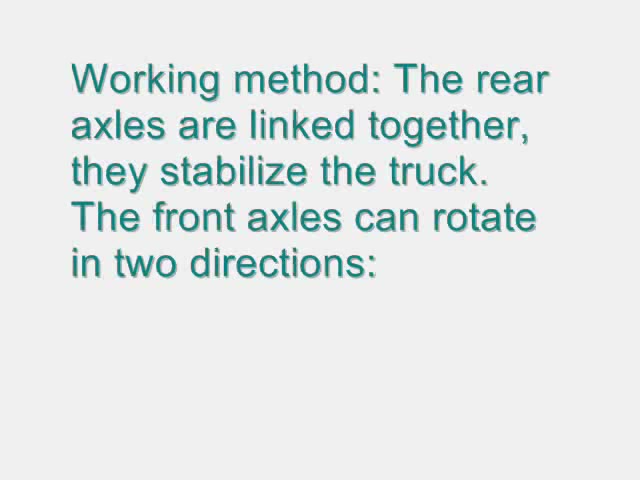 Working method: The rear
axles are linked together,
they stabilize the truck.
The front axles can rotate
in two directions: